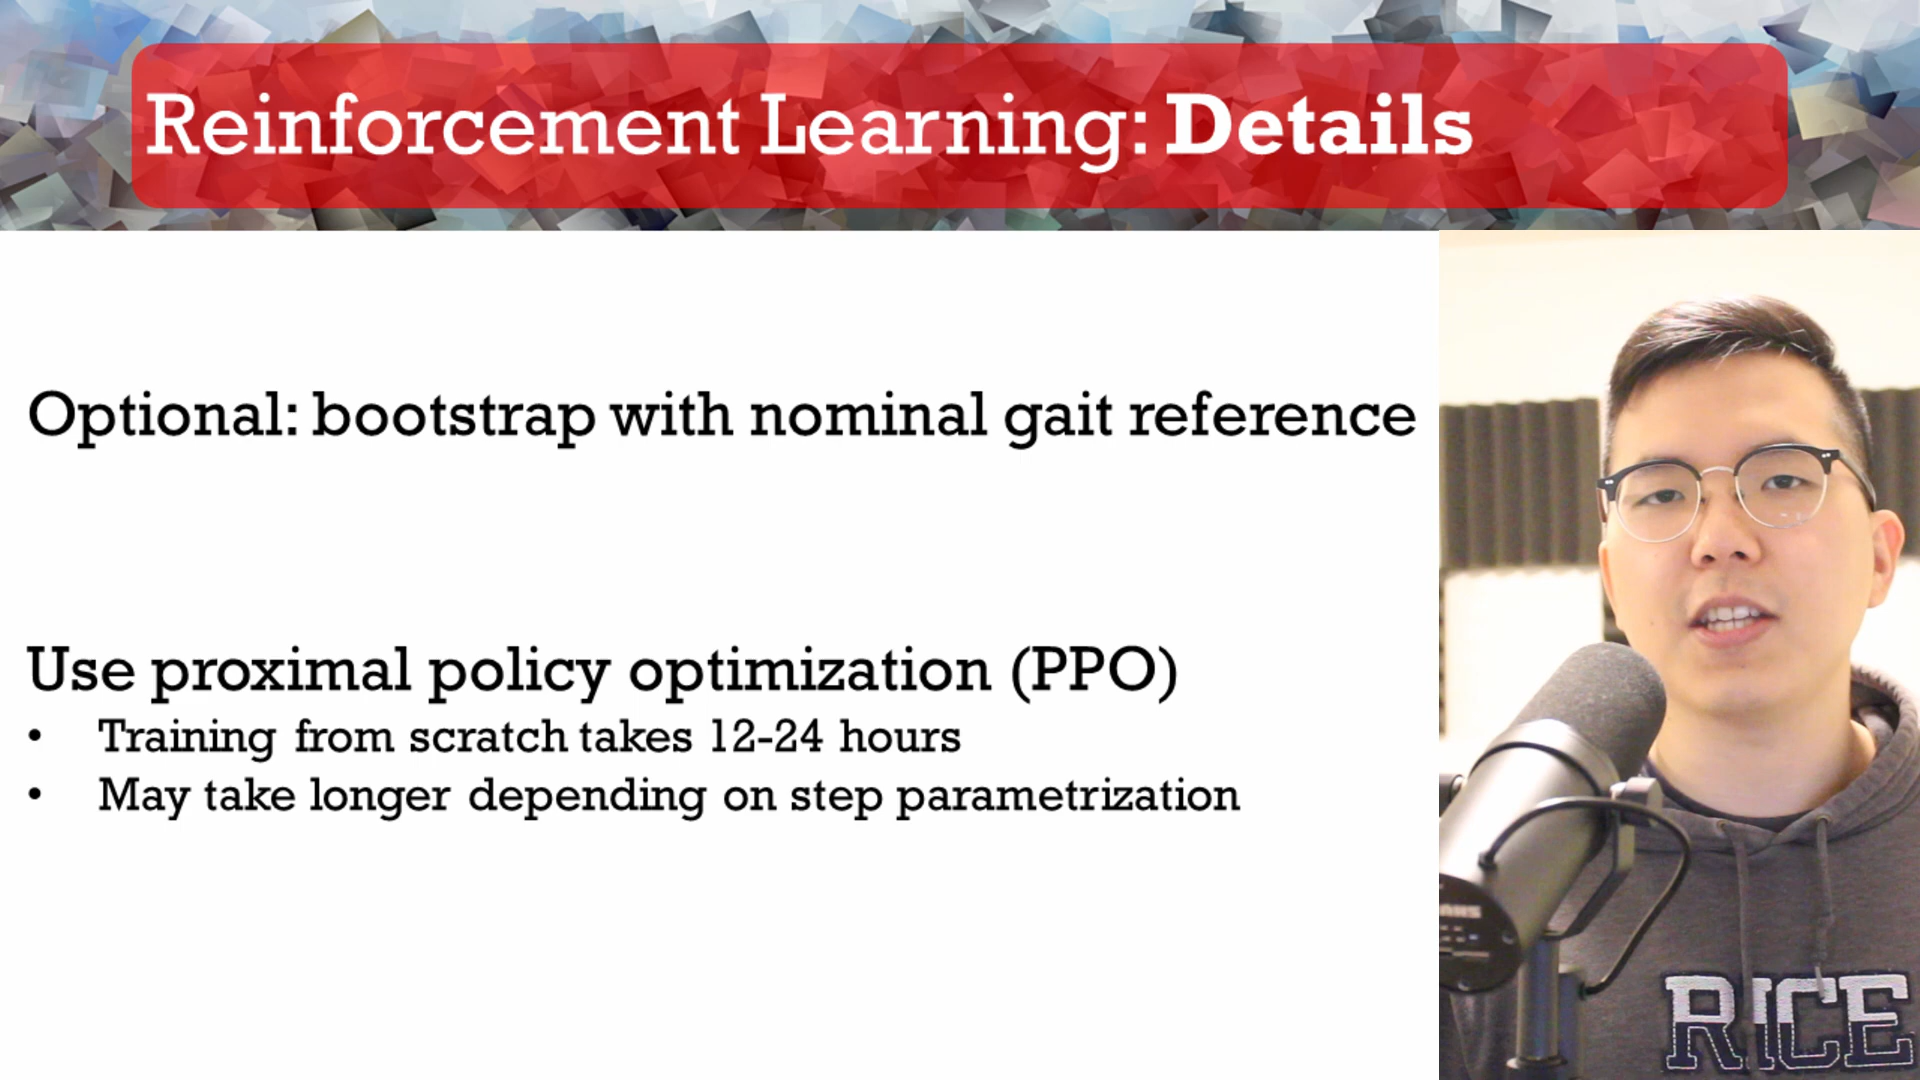 Reinforcement Learning: Details
Optional: bootstrap with nominal gait reference
Use proximal policy optimization (PPO)
• Training from scratch takes 12-24 hours
• May take longer depending on step parametrization
RICE